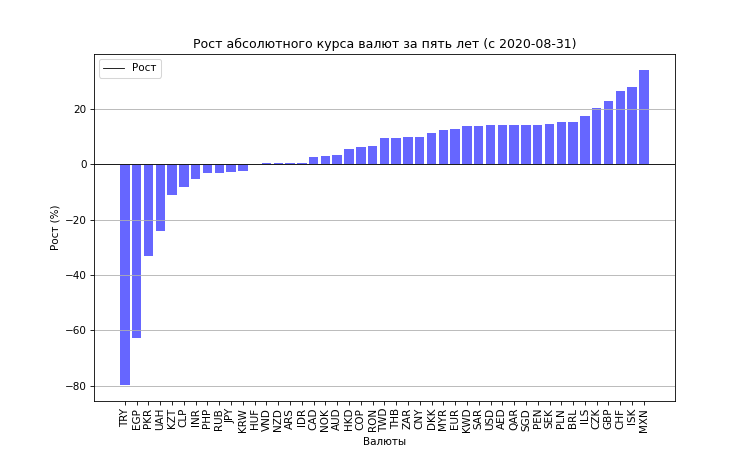 Рост абсолютного курса валют за пять лет (с 2020-08-31)
Рост
Рост (%)
20
0
−20
−40
−60
−80
TRY
EGP
PKR
UAH
KZT
CLP
INR
PHP
RUB
JPY
KRW
HUF
VND
NZD
ARS
IDR
CAD
NOK
AUD
HKD
COP
RON
TWD
THB
ZAR
CNY
DKK
MYR
EUR
KWD
SAR
USD
AED
QAR
SGD
PEN
SEK
PLN
BRL
ILS
CZK
GBP
CHF
ISK
MXN
Валюты